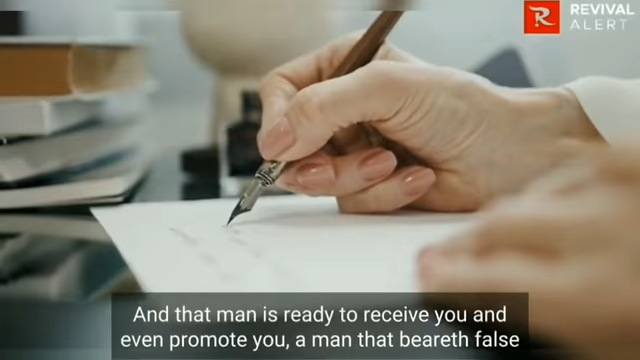 REVIVAL
ALERT
And that man is ready to receive you and
even promote you, a man that beareth false